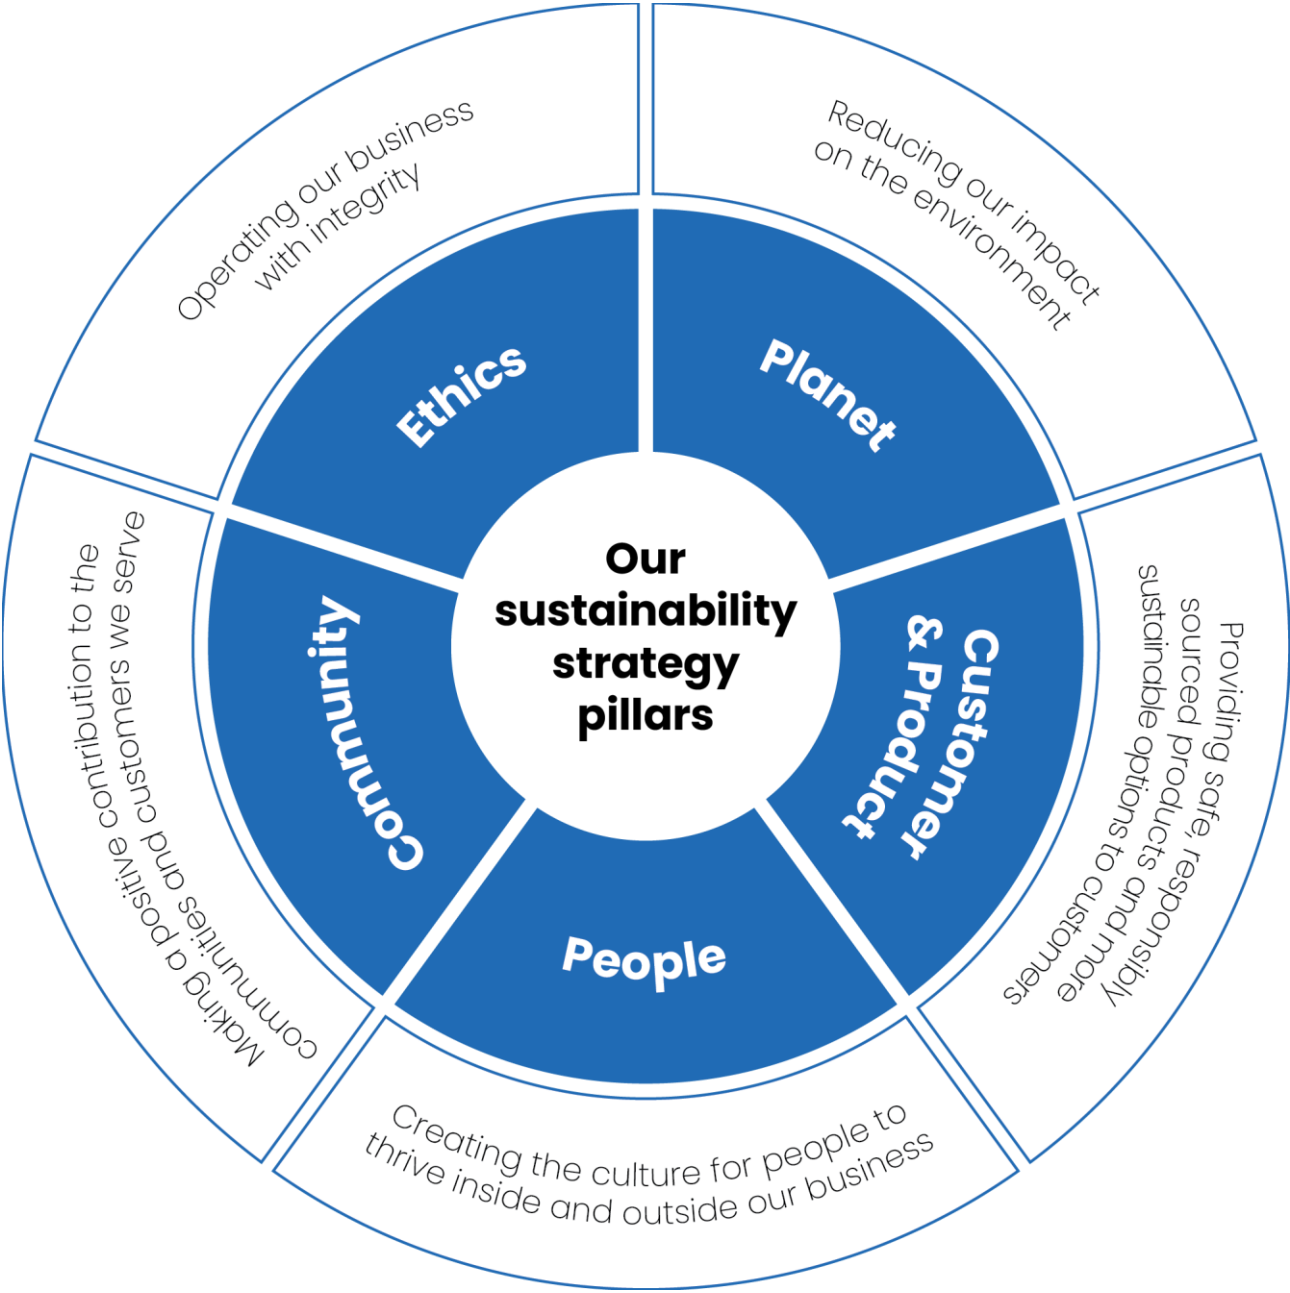 Our
sustainability
strategy
pillars
Planet
Reducing our impact
on the environment
Customer
& Product
Providing safe, responsibly
sourced products and more
sustainable options to customers
People
Creating the culture for people to
thrive inside and outside our business
Community
Making a positive contribution to the
communities and customers we serve
Ethics
Operating our business
with integrity